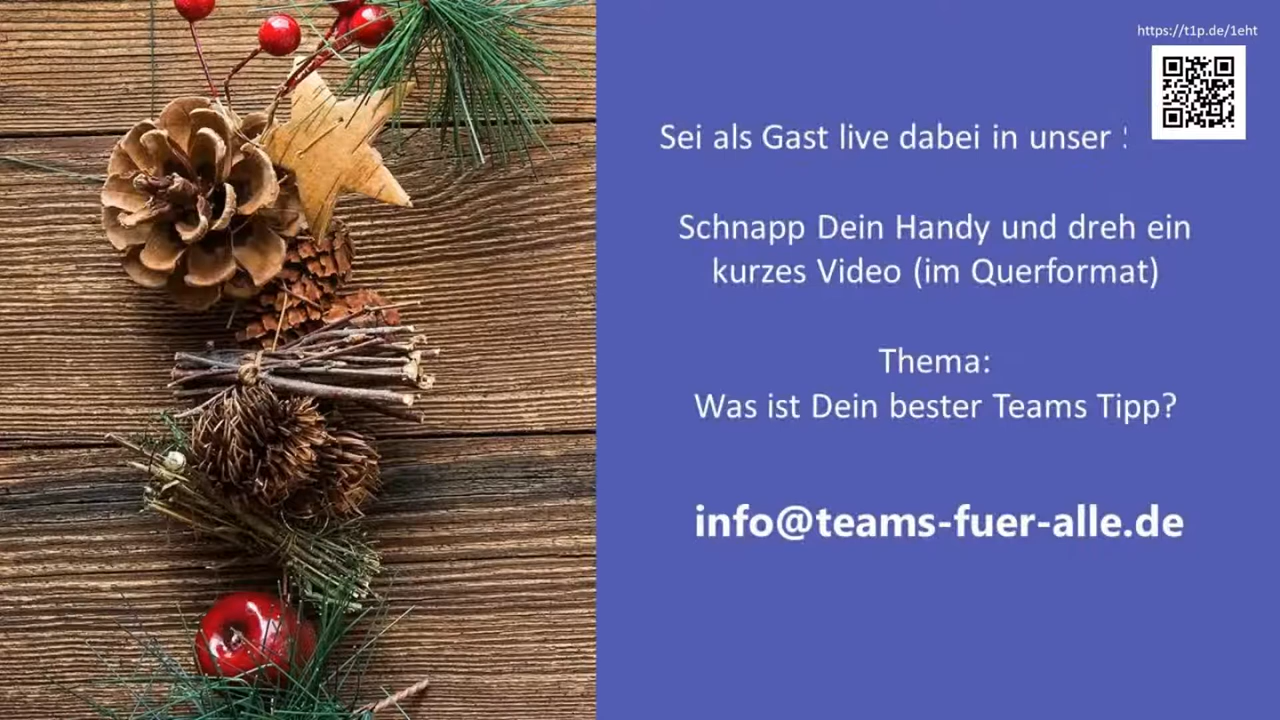 https://t1p.de/1eht
Sei als Gast live dabei in unser
Schnapp Dein Handy und dreh ein
kurzes Video (im Querformat)
Thema:
Was ist Dein bester Teams Tipp?
info@teams-fuer-alle.de